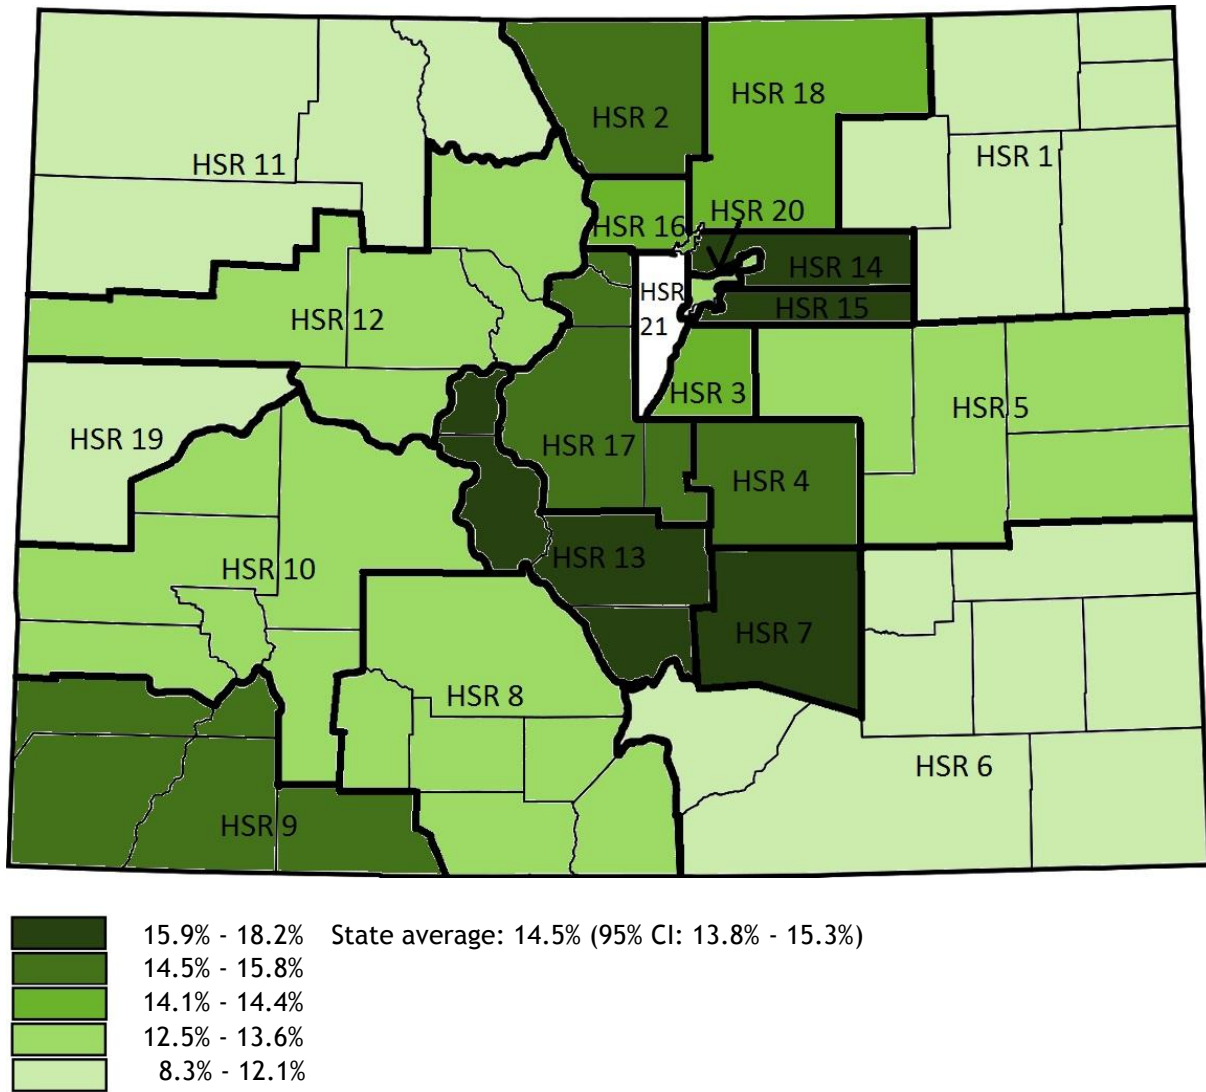 HSR 2
HSR 18
HSR 1
HSR 11
HSR 20
HSR 16
HSR 14
HSR
21
HSR 15
HSR 12
HSR 3
HSR 5
HSR 19
HSR 17
HSR 4
HSR 13
HSR 10
HSR 7
HSR 8
HSR 6
HSR 9
15.9% - 18.2% State average: 14.5% (95% CI: 13.8% - 15.3%)
14.5% - 15.8%
14.1% - 14.4%
12.5% - 13.6%
8.3% - 12.1%